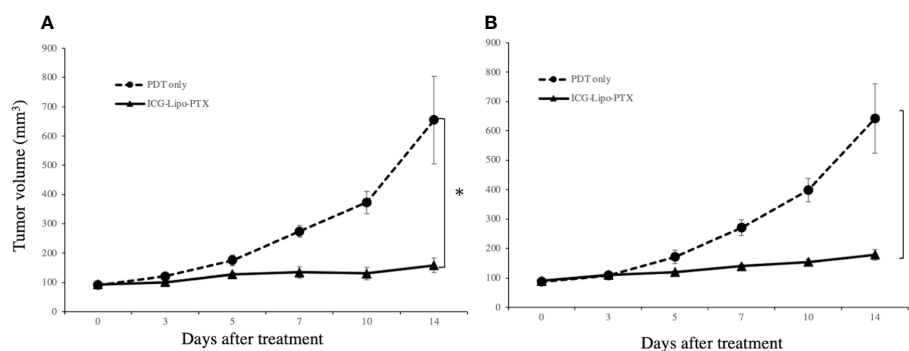 A
900
800
700
600
500
400
300
200
100
0
Tumor volume (mm³)
PDT only
ICG-Lipo-PTX
*
0 3 5 7 10 14
Days after treatment
B
900
800
700
600
500
400
300
200
100
0
PDT only
ICG-Lipo-PTX
0 3 5 7 10 14
Days after treatment